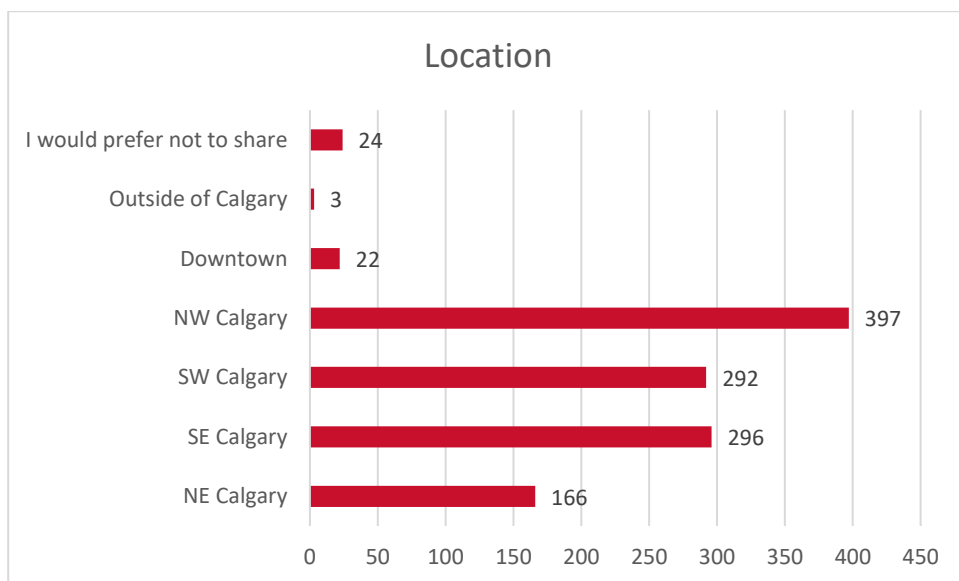 Location
I would prefer not to share 24
Outside of Calgary 3
Downtown 22
NW Calgary 397
SW Calgary 292
SE Calgary 296
NE Calgary 166
0 50 100 150 200 250 300 350 400 450